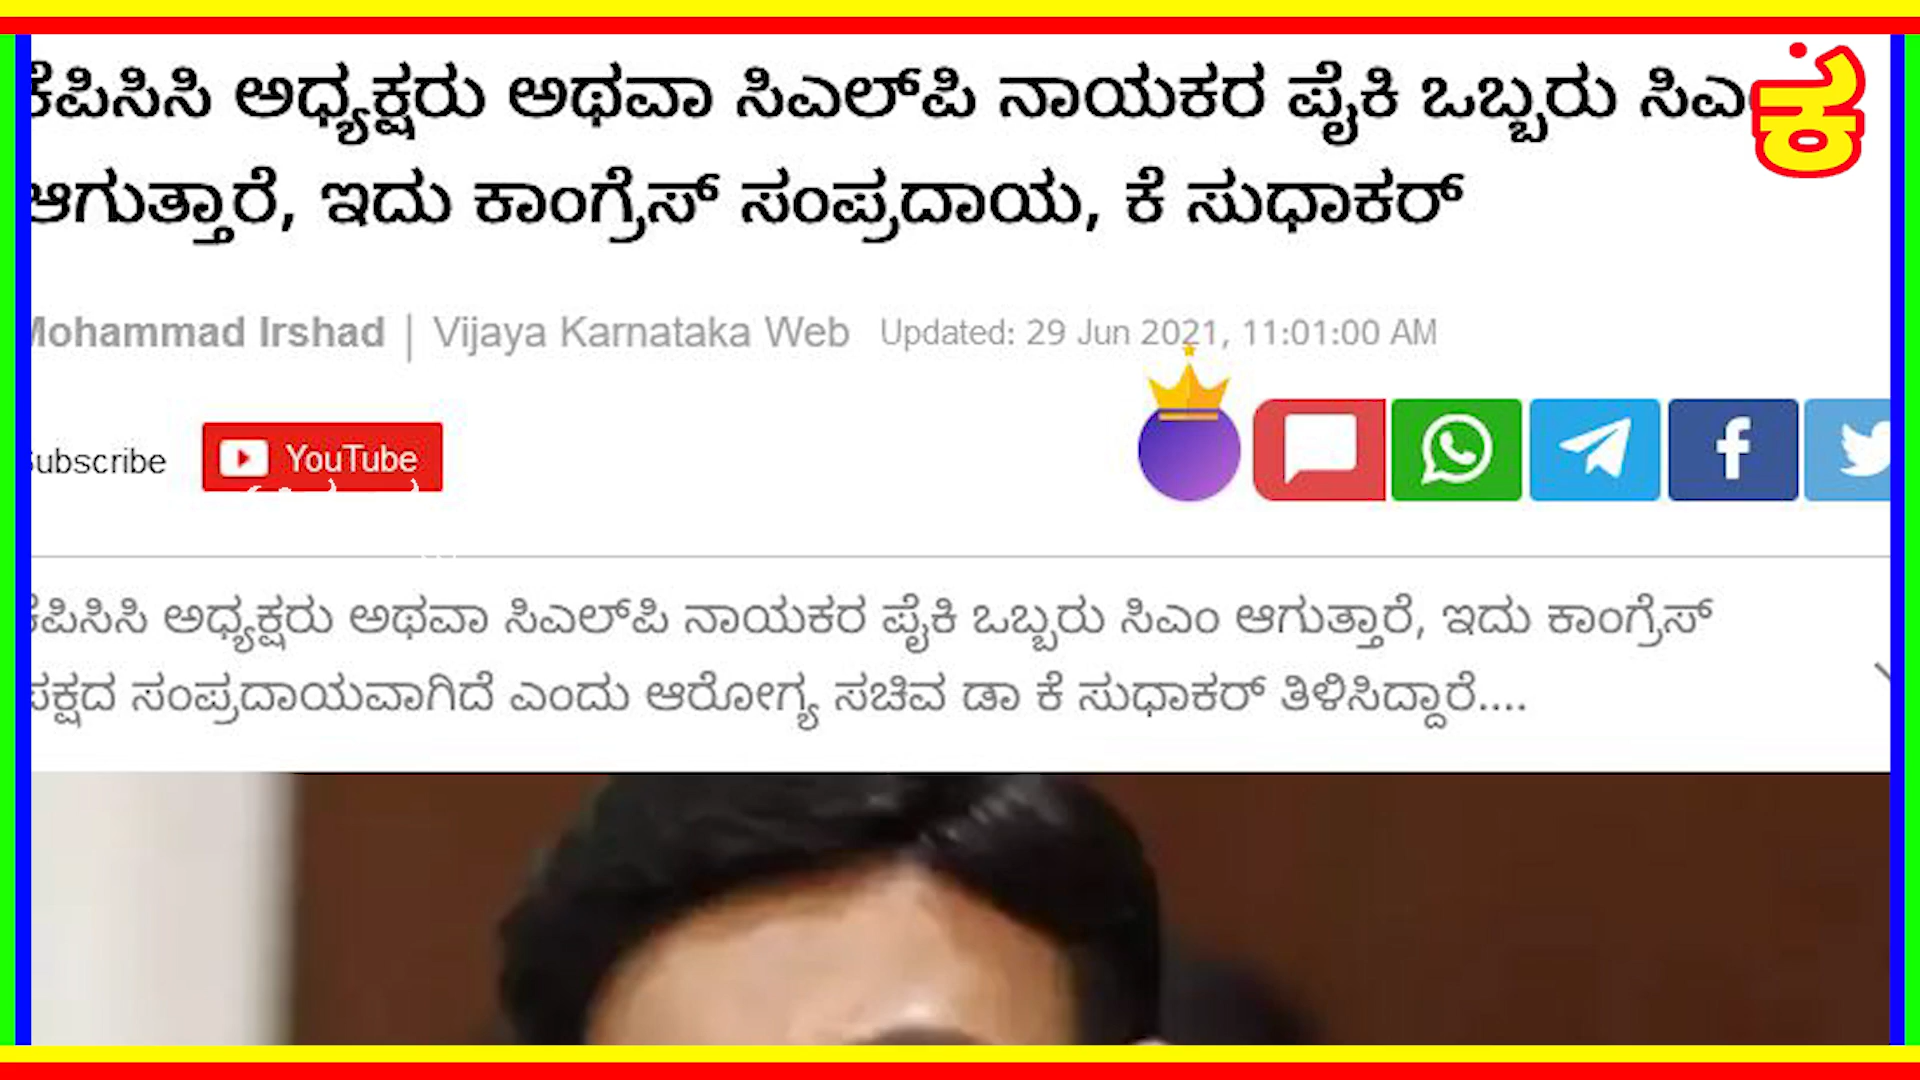 ಕೆಪಿಸಿಸಿ ಅಧ್ಯಕ್ಷರು ಅಥವಾ ಸಿಎಲ್‌ಪಿ ನಾಯಕರ ಪೈಕಿ ಒಬ್ಬರು ಸಿಎಂ
ಕ
ಆಗುತ್ತಾರೆ, ಇದು ಕಾಂಗ್ರೆಸ್ ಸಂಪ್ರದಾಯ, ಕೆ ಸುಧಾಕರ್
Mohammad Irshad | Vijaya Karnataka Web Updated: 29 Jun 2021, 11:01:00 AM
Subscribe YouTube
ಕೆಪಿಸಿಸಿ ಅಧ್ಯಕ್ಷರು ಅಥವಾ ಸಿಎಲ್‌ಪಿ ನಾಯಕರ ಪೈಕಿ ಒಬ್ಬರು ಸಿಎಂ ಆಗುತ್ತಾರೆ, ಇದು ಕಾಂಗ್ರೆಸ್
ಪಕ್ಷದ ಸಂಪ್ರದಾಯವಾಗಿದೆ ಎಂದು ಆರೋಗ್ಯ ಸಚಿವ ಡಾ ಕೆ ಸುಧಾಕರ್ ತಿಳಿಸಿದ್ದಾರೆ....